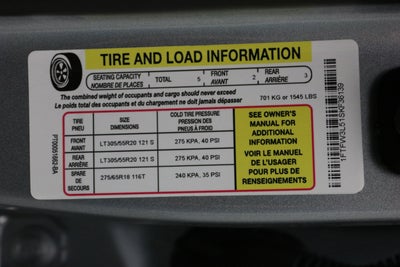 TIRE AND LOAD INFORMATION
SEATING CAPACITY NOMBRE DE PLACES TOTAL 5 FRONT AVANT 2 REAR ARRIÈRE 3
The combined weight of occupants and cargo should never exceed
Le poids total des occupants et du chargement ne doit jamais dépasser 701 KG or 1545 LBS
TIRE PNEU SIZE DIMENSIONS COLD TIRE PRESSURE PRESSION DES PNEUS À FROID
FRONT AVANT LT305/55R20 121 S 275 KPA, 40 PSI
REAR ARRIÈRE LT305/55R20 121 S 275 KPA, 40 PSI
SPARE DE SECOURS 275/65R18 116T 240 KPA, 35 PSI
SEE OWNER'S
MANUAL FOR
ADDITIONAL
INFORMATION
VOIR LE MANUEL
DE L'USAGER
POUR PLUS DE
RENSEIGNEMENTS